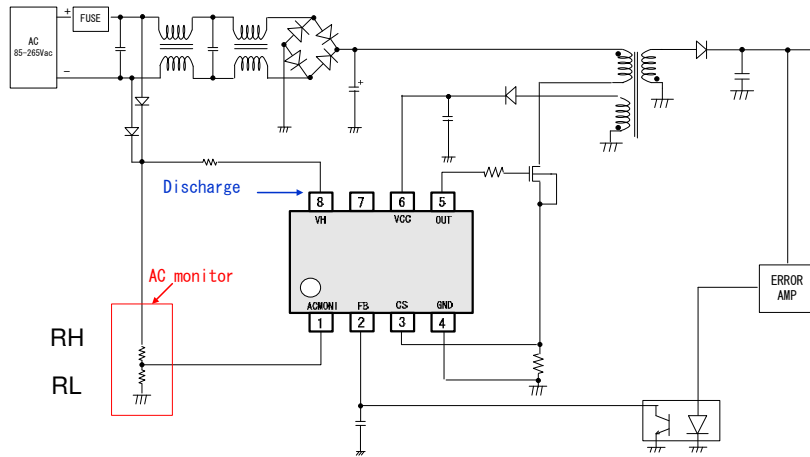 +
FUSE
AC
85-265Vac
−
+
Discharge
8
7
6
5
VH
VCC
OUT
AC monitor
ACMONI
FB
CS
GND
1
2
3
4
RH
RL
ERROR
AMP